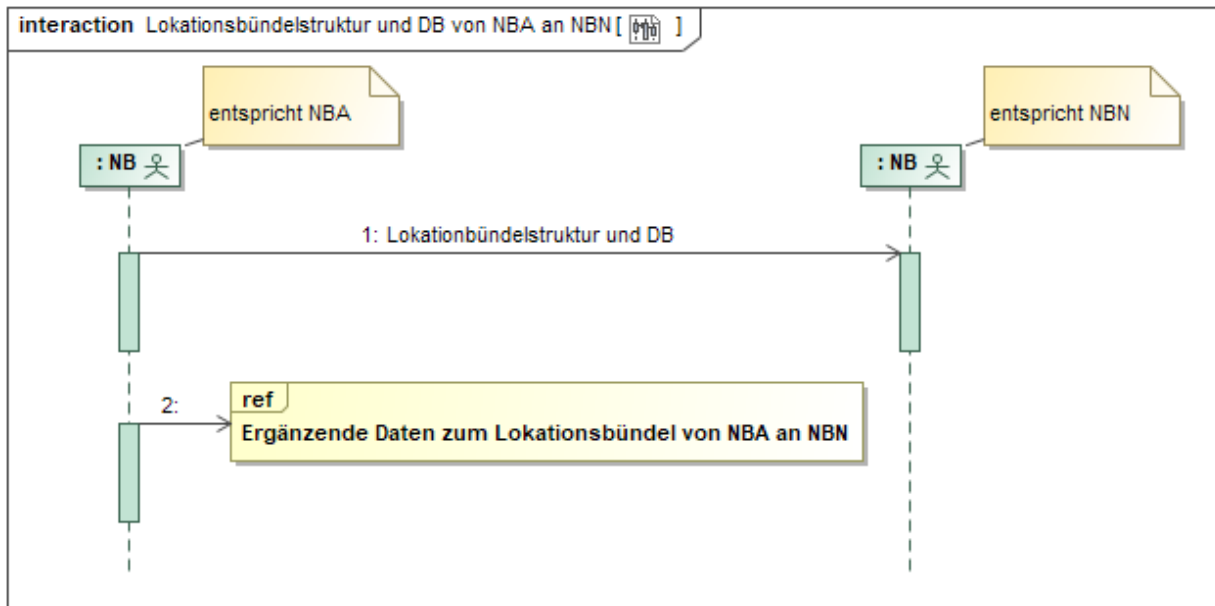 interaction Lokationsbündelstruktur und DB von NBA an NBN [ ]
entspricht NBA
entspricht NBN
: NB
: NB
1: Lokationbündelstruktur und DB
2:
ref
Ergänzende Daten zum Lokationsbündel von NBA an NBN